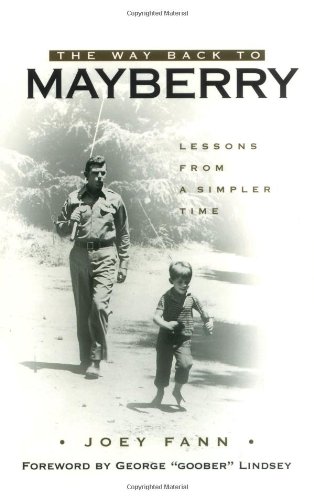 THE WAY BACK TO
MAYBERRY
LESSONS
FROM
A SIMPLER
TIME
• JOEY FANN •
FOREWORD BY GEORGE "GOOBER" LINDSEY